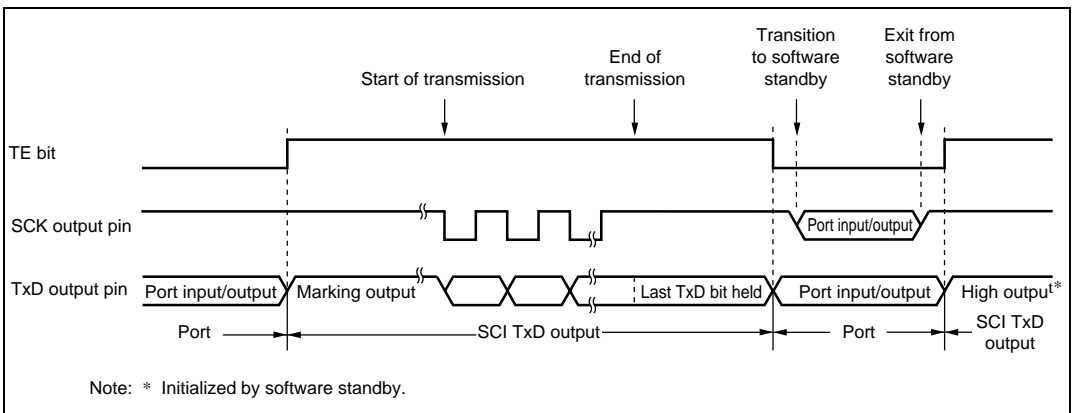 Transition
to software
standby
Exit from
software
standby
End of
transmission
Start of transmission
TE bit
SCK output pin
Port input/output
TxD output pin
Port input/output
Marking output
Last TxD bit held
Port input/output
High output*
Port
SCI TxD output
Port
SCI TxD
output
Note: * Initialized by software standby.